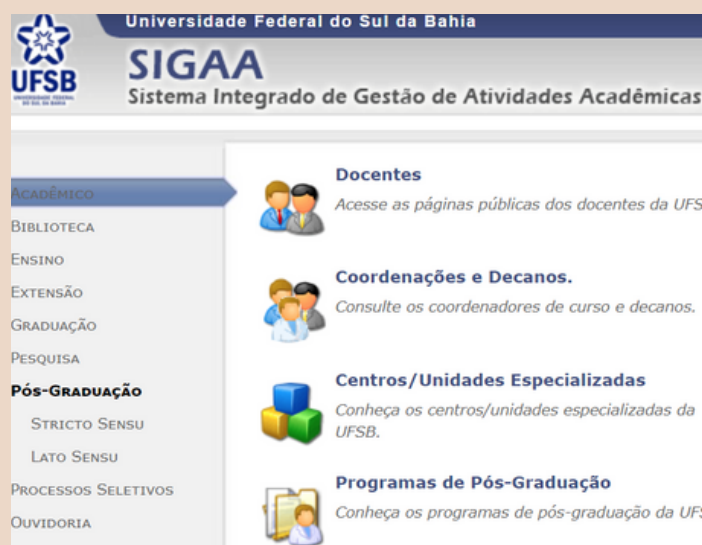 Universidade Federal do Sul da Bahia
UFSB
SIGAA
Sistema Integrado de Gestão de Atividades Acadêmicas
ACADÊMICO
BIBLIOTECA
ENSINO
EXTENSÃO
GRADUAÇÃO
PESQUISA
PÓS-GRADUAÇÃO
STRICTO SENSU
LATO SENSU
PROCESSOS SELETIVOS
OUVIDORIA
Docentes
Acesse as páginas públicas dos docentes da UFS
Coordenações e Decanos.
Consulte os coordenadores de curso e decanos.
Centros/Unidades Especializadas
Conheça os centros/unidades especializadas da
UFSB.
Programas de Pós-Graduação
Conheça os programas de pós-graduação da UFS